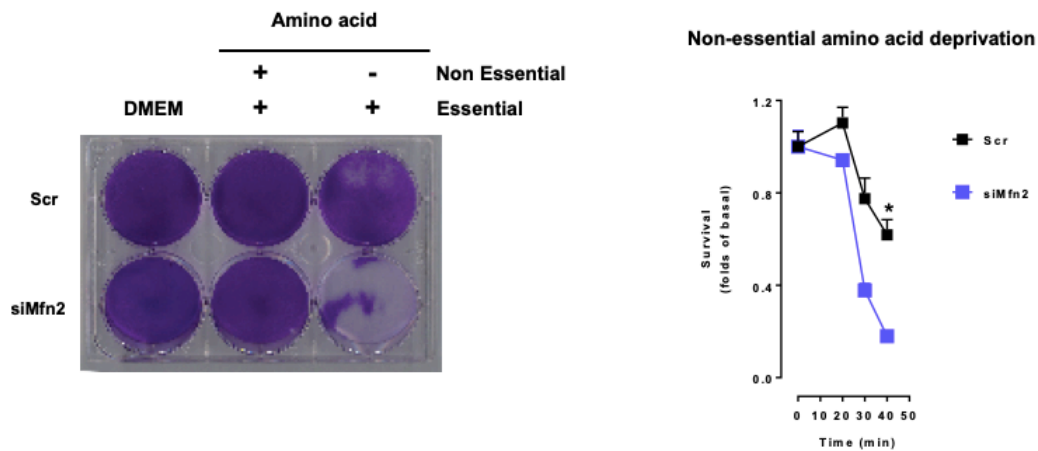 Amino acid
+ - Non Essential
DMEM + + Essential
Scr
siMfn2
Non-essential amino acid deprivation
Survival
(folds of basal)
1.2
0.8
0.4
0.0
*
Scr
siMfn2
0 10 20 30 40 50
Time (min)